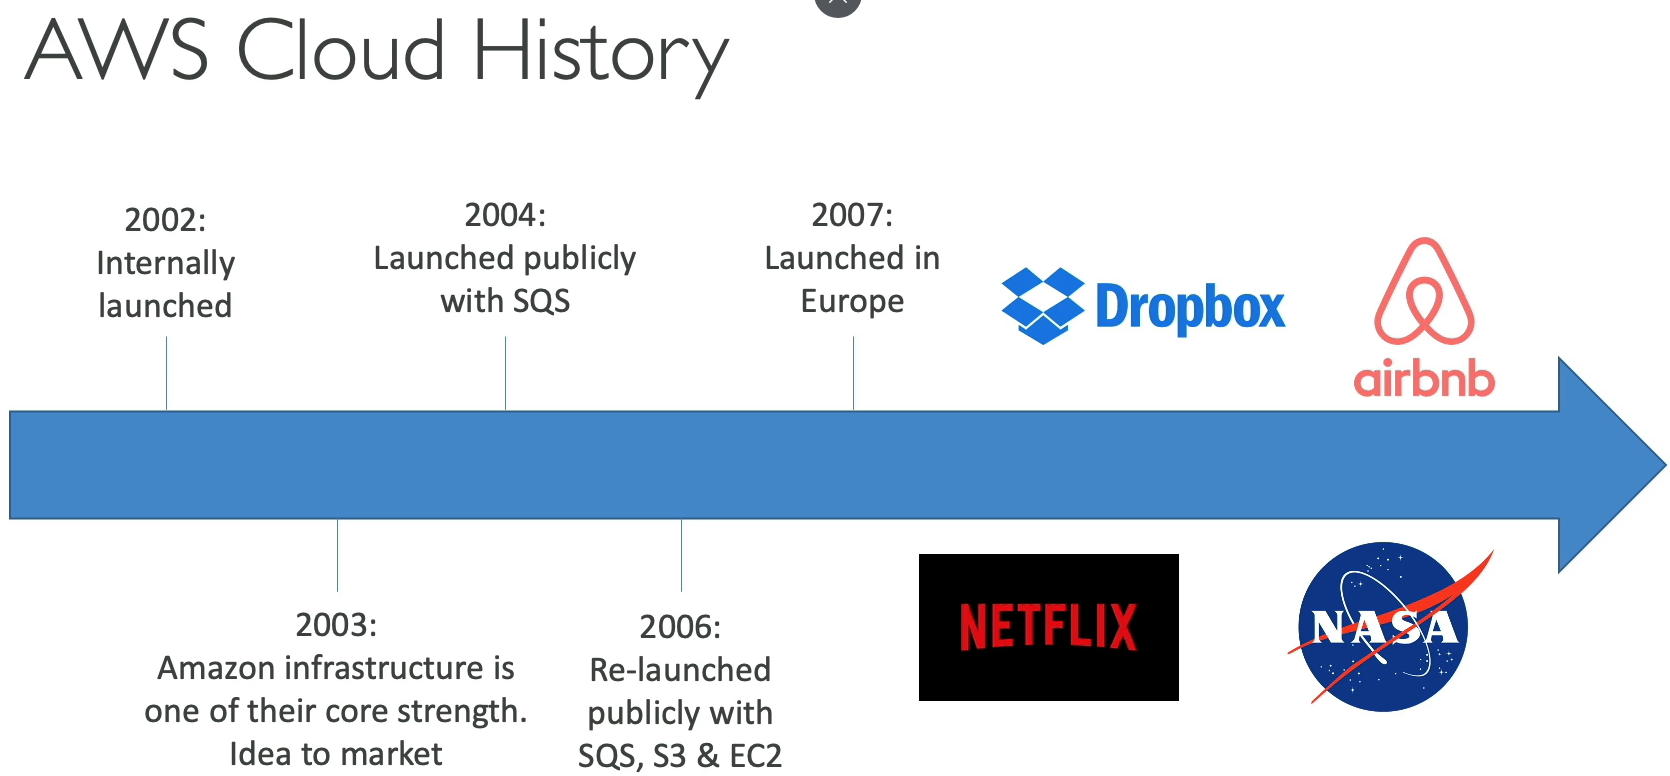 AWS Cloud History
2002:
Internally
launched
2004:
Launched publicly
with SQS
2007:
Launched in
Europe
Dropbox
airbnb
2003:
Amazon infrastructure is
one of their core strength.
Idea to market
2006:
Re-launched
publicly with
SQS, S3 & EC2
NETFLIX
NASA